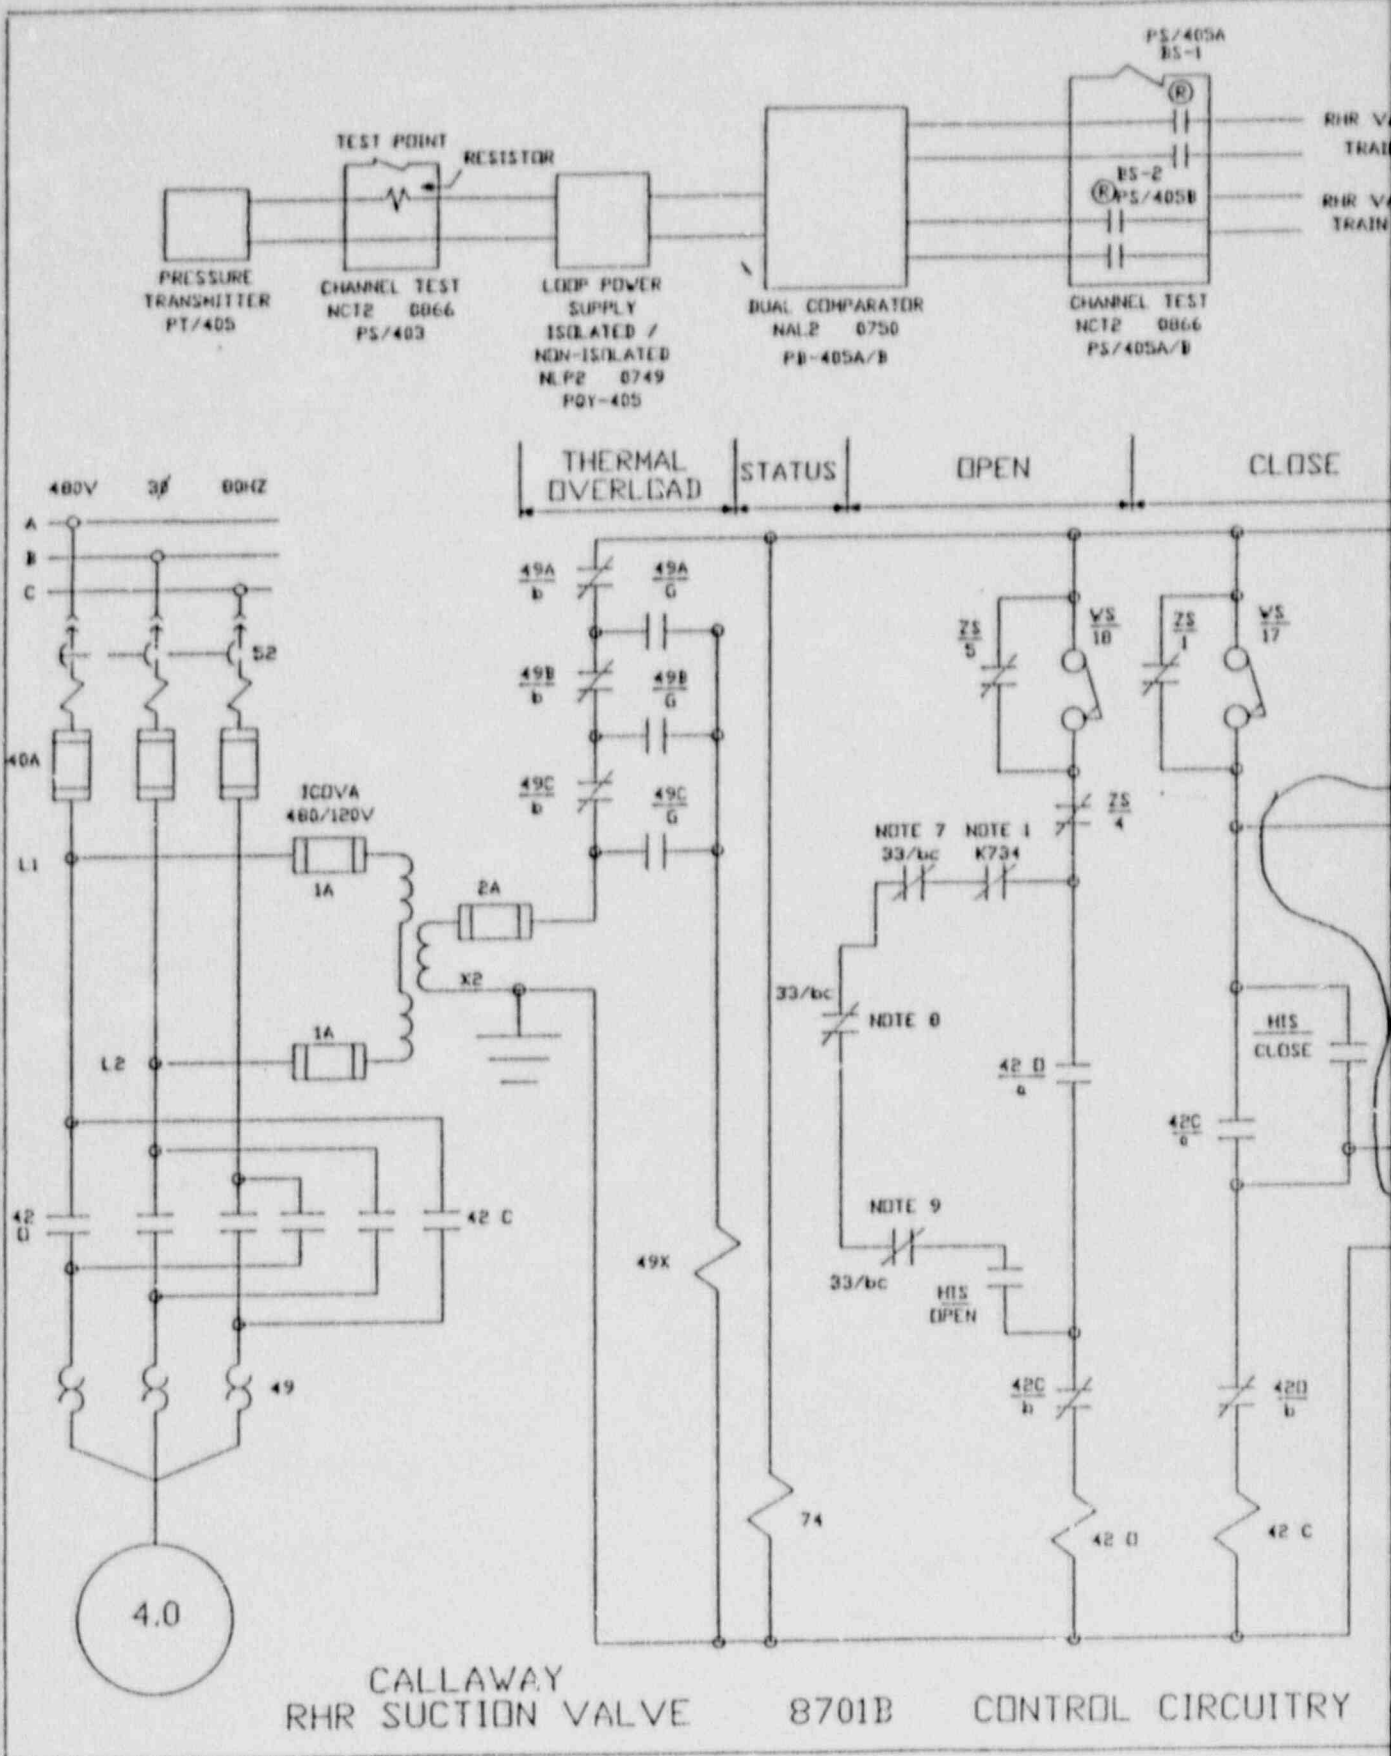 PS/405A
BS-1
R
RHR
TRAIN
TEST POINT
RESISTOR
BS-2
R PS/405B
RHR
TRAIN
PRESSURE
TRANSMITTER
PT/405
CHANNEL TEST
NCT2 0866
PS/403
LOOP POWER
SUPPLY
ISOLATED /
NON-ISOLATED
NLP2 0749
PQY-405
DUAL COMPARATOR
NAL2 0750
PB-405A/B
CHANNEL TEST
NCT2 0866
PS/405A/B
THERMAL
OVERLOAD
STATUS
OPEN
CLOSE
480V 3Ø 60HZ
A
B
C
52
40A
49A
b
49A
G
49B
b
49B
G
49C
b
49C
G
ZS
5
WS
18
ZS
1
WS
17
ZS
4
480/120V
1A
2A
X2
L1
1A
L2
NOTE 7
33/bc
NOTE 1
K734
33/bc
NOTE 8
42 O
a
HIS
CLOSE
42C
a
42
O
42 C
49X
NOTE 9
33/bc
HIS
OPEN
49
42C
b
42O
b
74
42 O
42 C
4.0
CALLAWAY
RHR SUCTION VALVE 8701B CONTROL CIRCUITRY